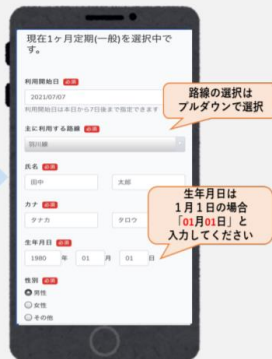 現在1ヶ月定期(一般)を選択中で
す。
利用開始日 必須
2021/07/07
利用開始日は本日から7日後まで指定できます
主に利用する路線 必須
羽川線
氏名 必須
田中
太郎
カナ 必須
タナカ
タロウ
生年月日 必須
1980 年 01 月 01 日
性別 必須
男性
女性
その他
路線の選択は
プルダウンで選択
生年月日は
1月1日の場合
「01月01日」と
入力してください